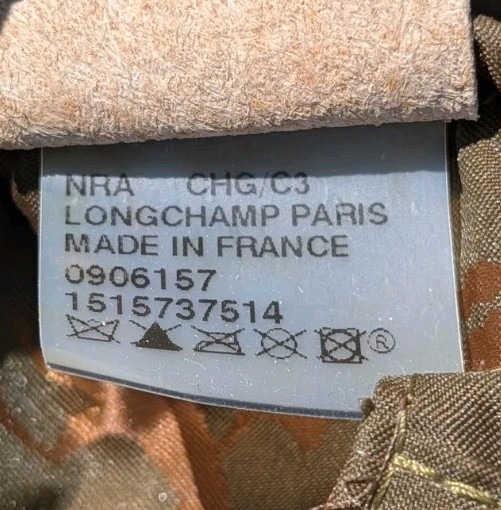 NRA CHG/C3
LONGCHAMP PARIS
MADE IN FRANCE
0906157
1515737514
®